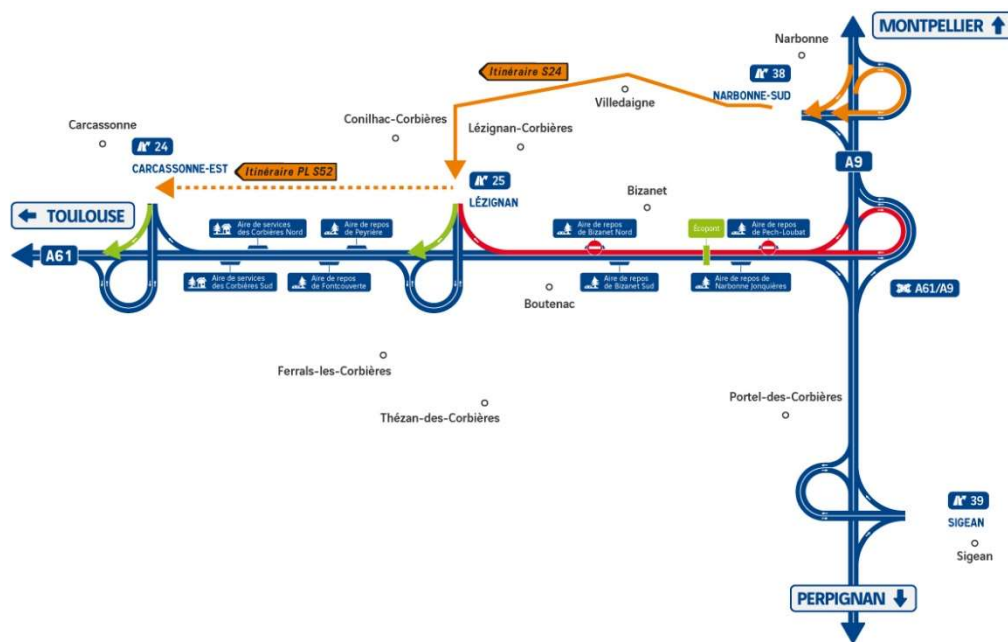 MONTPELLIER
Narbonne
38
NARBONNE-SUD
Itinéraire S24
Villedaigne
Carcassonne
24
CARCASSONNE-EST
Conilhac-Corbières
Lézignan-Corbières
Itinéraire PL S52
25
LÉZIGNAN
A9
Bizanet
TOULOUSE
Aire de services
des Corbières Nord
Aire de repos
de Peyrière
Aire de repos
de Bizanet Nord
Écopont
Aire de repos
de Pech-Loubat
A61
Aire de services
des Corbières Sud
Aire de repos
de Fontcouverte
Aire de repos
de Bizanet Sud
Aire de repos de
Narbonne Jonquières
A61/A9
Boutenac
Ferrals-les-Corbières
Thézan-des-Corbières
Portel-des-Corbières
39
SIGEAN
Sigean
PERPIGNAN